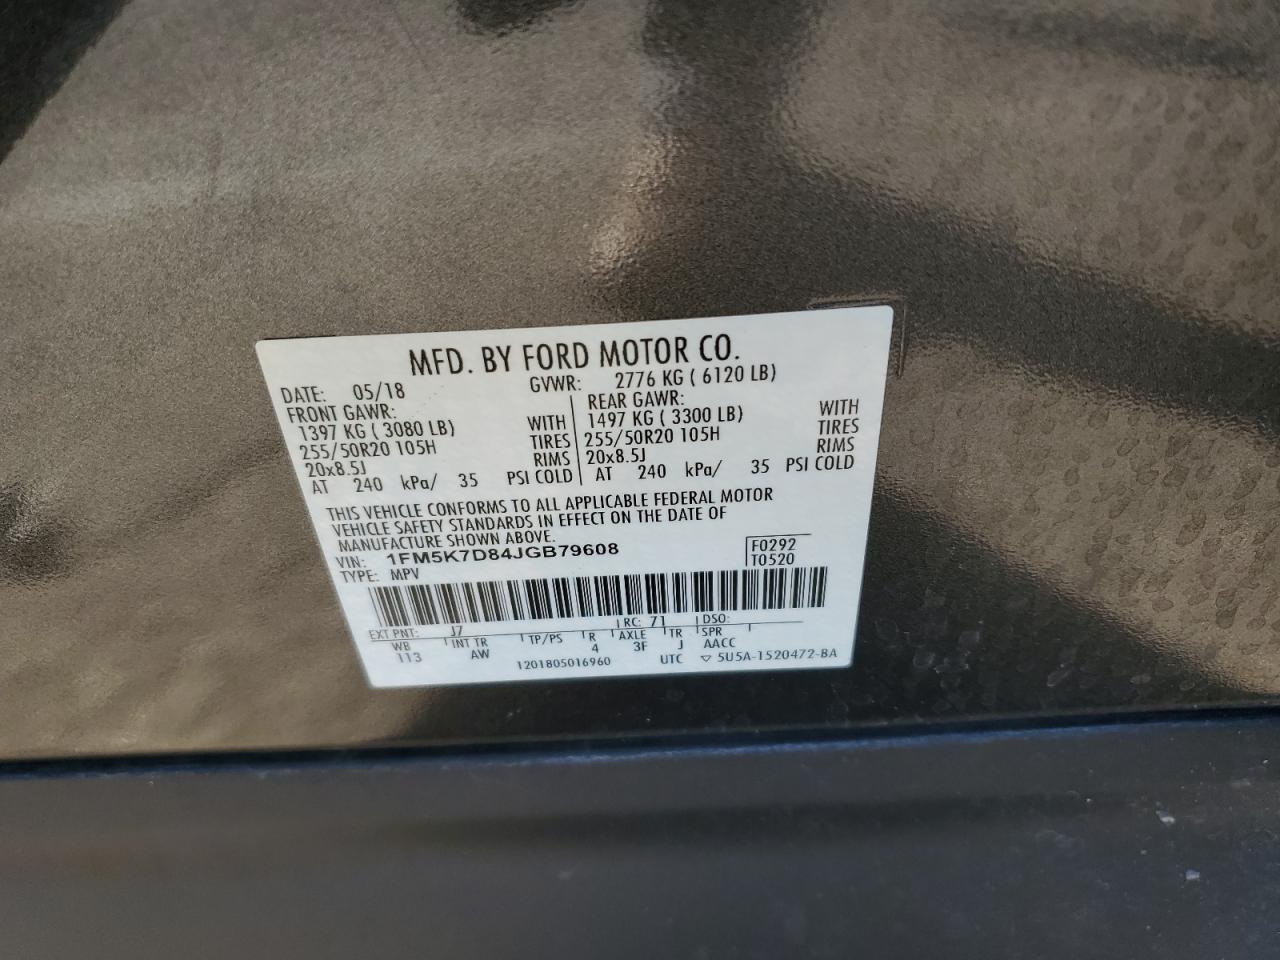 MFD. BY FORD MOTOR CO.
DATE: 05/18 GVWR: 2776 KG ( 6120 LB)
FRONT GAWR: REAR GAWR:
1397 KG ( 3080 LB) WITH 1497 KG ( 3300 LB) WITH
255/50R20 105H TIRES 255/50R20 105H TIRES
20x8.5J RIMS 20x8.5J RIMS
AT 240 kPa/ 35 PSI COLD AT 240 kPa/ 35 PSI COLD
THIS VEHICLE CONFORMS TO ALL APPLICABLE FEDERAL MOTOR
VEHICLE SAFETY STANDARDS IN EFFECT ON THE DATE OF
MANUFACTURE SHOWN ABOVE.
VIN: 1FM5K7D84JGB79608 F0292
TYPE: MPV T0520
EXT PNT: J7 RC: 71 DSO:
WB INT TR TP/PS R AXLE TR SPR
113 AW 4 3F J AACC
1201805016960 UTC ▽ 5U5A-1520472-BA